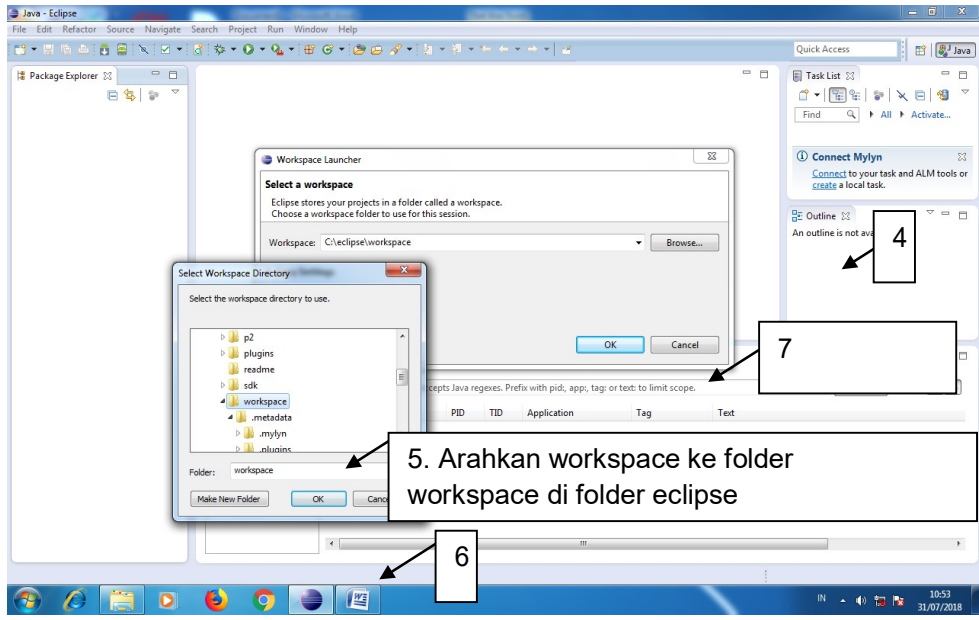 Java - Eclipse
File Edit Refactor Source Navigate Search Project Run Window Help
Quick Access
Java
Package Explorer
Task List
Find
All
Activate...
Connect Mylyn
Connect to your task and ALM tools or
create a local task.
Outline
An outline is not
4
Workspace Launcher
Select a workspace
Eclipse stores your projects in a folder called a workspace.
Choose a workspace folder to use for this session.
Workspace: C:\eclipse\workspace
Browse...
OK
Cancel
Select Workspace Directory
Select the workspace directory to use.
p2
plugins
readme
sdk
workspace
.metadata
.mylyn
.plugins
Folder: workspace
Make New Folder
OK
7
Java regexes. Prefix with pid:, app:, tag: or text: to limit scope.
PID TID Application Tag Text
5. Arahkan workspace ke folder
workspace di folder eclipse
6
IN
10:53
31/07/2018